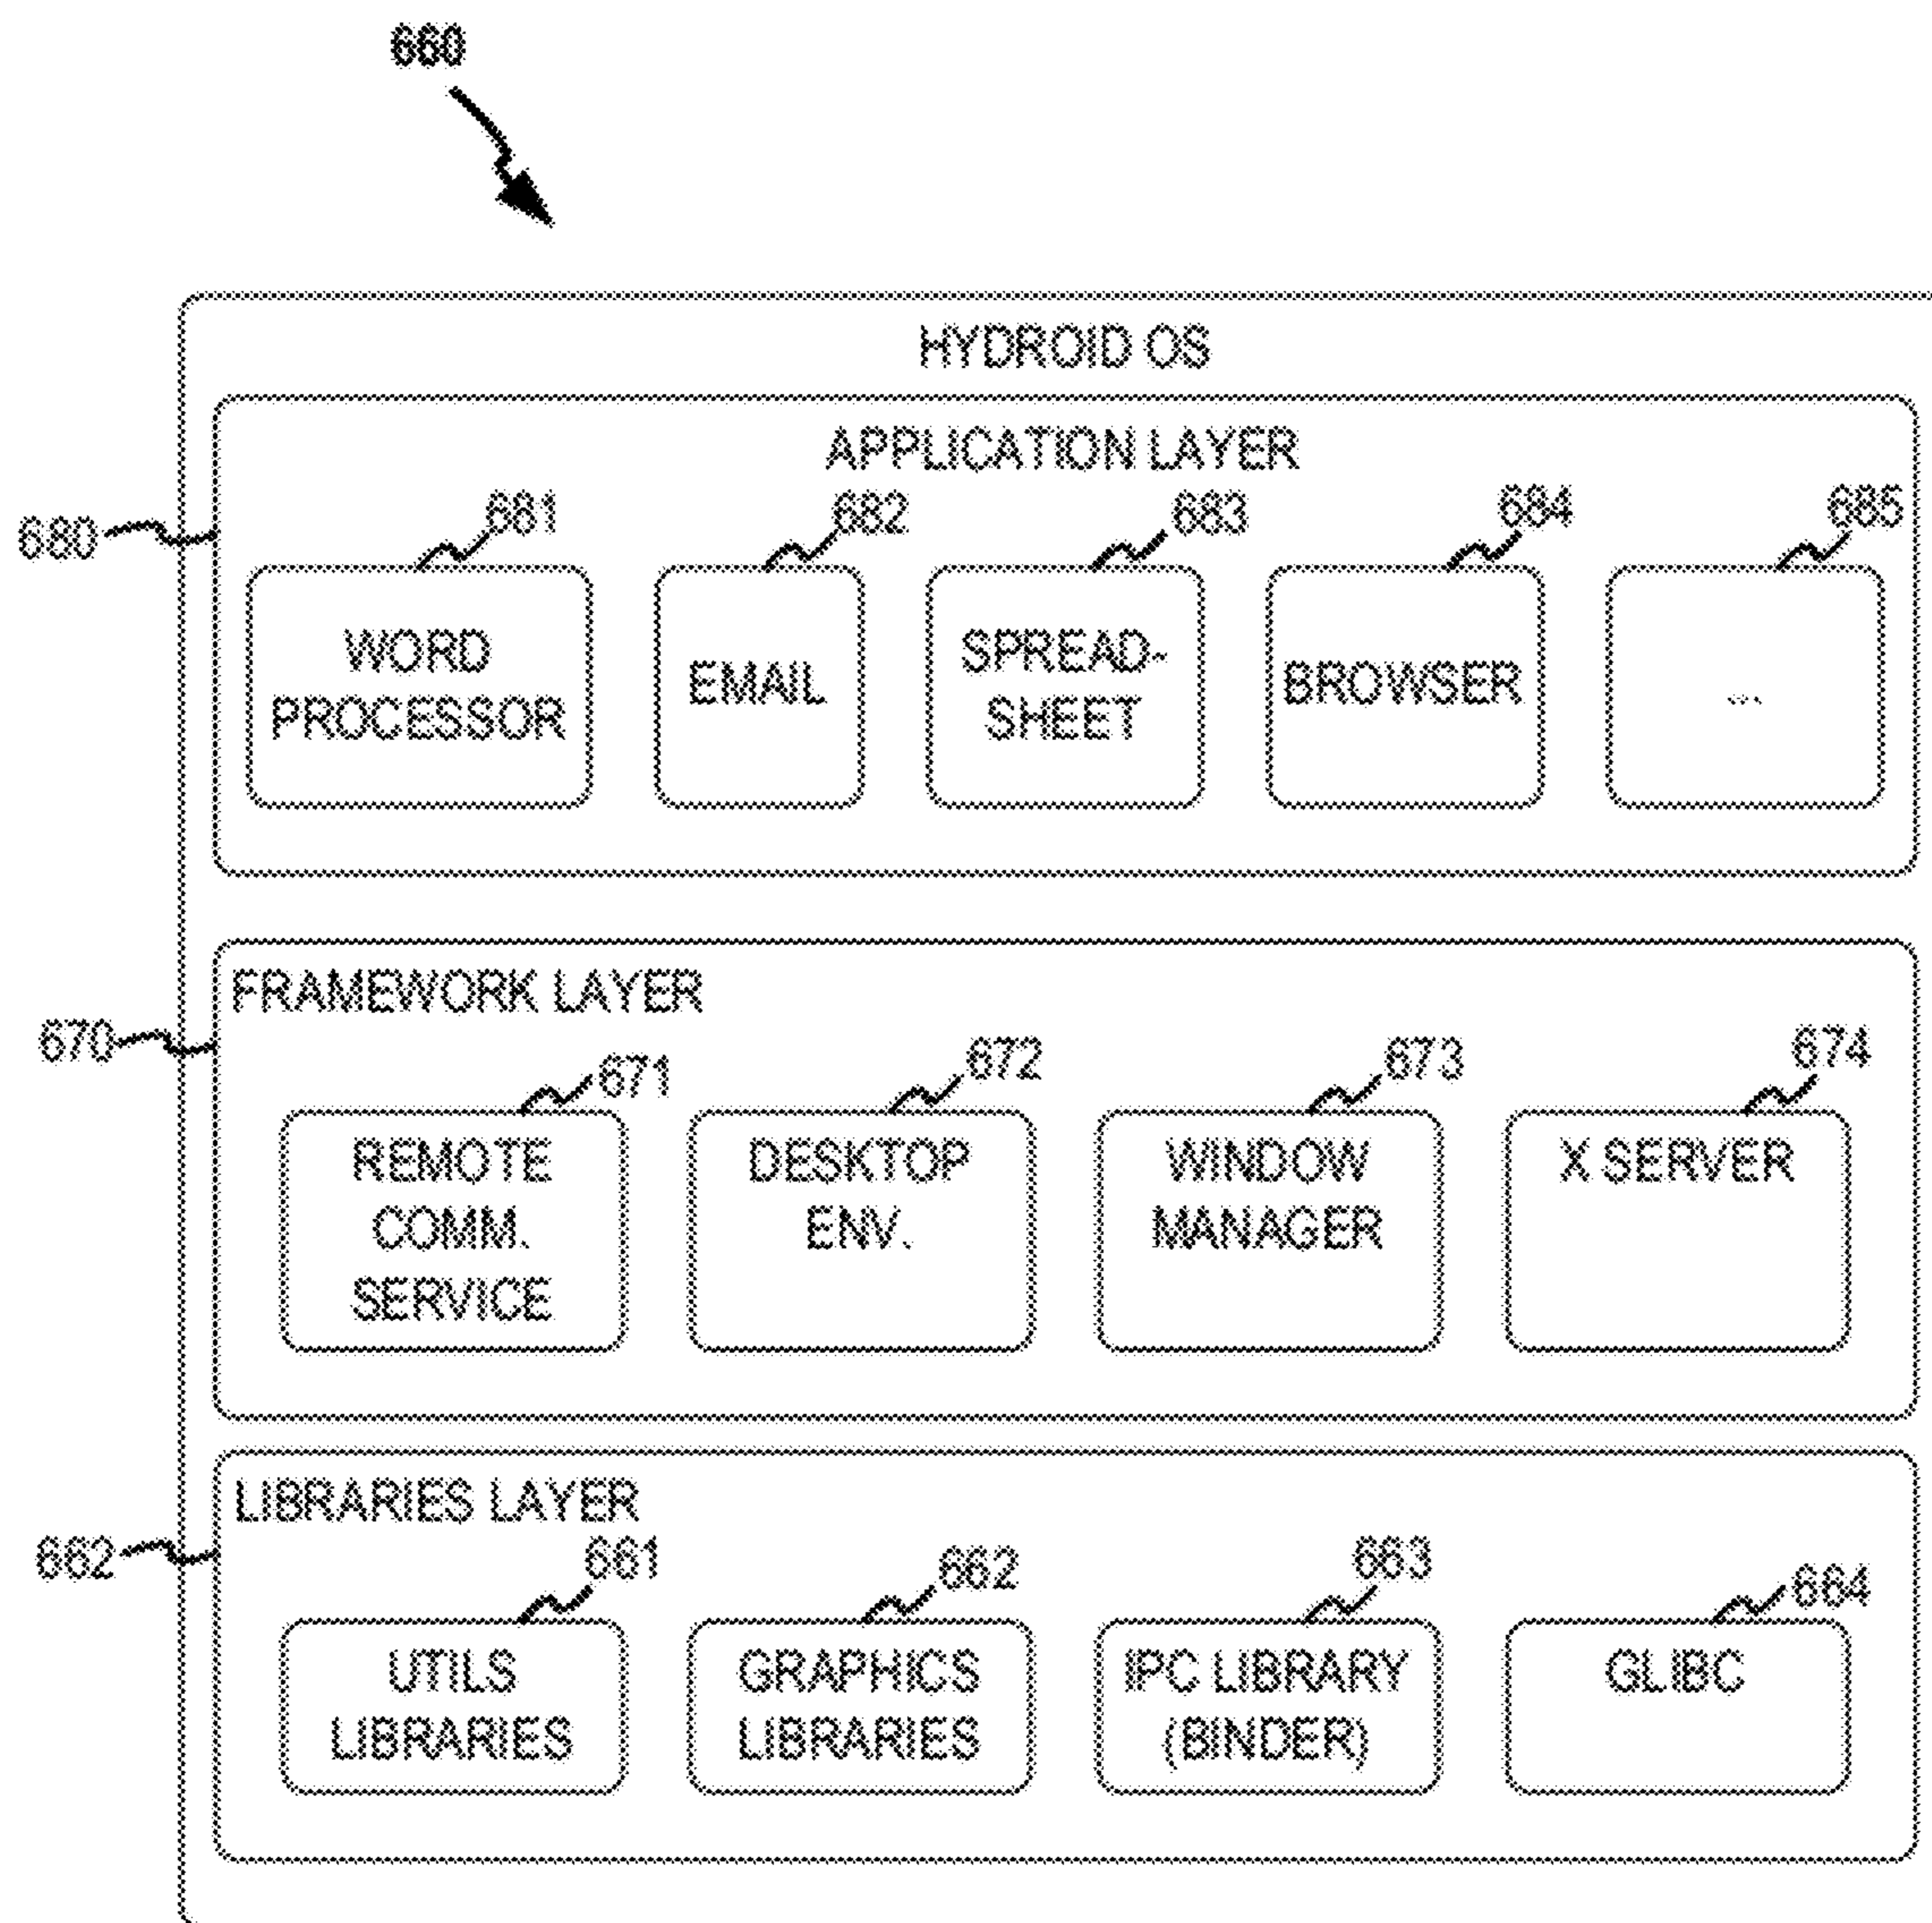 660
HYDROID OS
APPLICATION LAYER
680
681
682
683
684
685
WORD
PROCESSOR
EMAIL
SPREAD-
SHEET
BROWSER
...
FRAMEWORK LAYER
670
671
672
673
674
REMOTE
COMM.
SERVICE
DESKTOP
ENV.
WINDOW
MANAGER
X SERVER
LIBRARIES LAYER
662
661
662
663
664
UTILS
LIBRARIES
GRAPHICS
LIBRARIES
IPC LIBRARY
(BINDER)
GLIBC